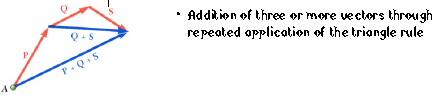 Q
S
P
Q + S
P + Q + S
A
• Addition of three or more vectors through
repeated application of the triangle rule